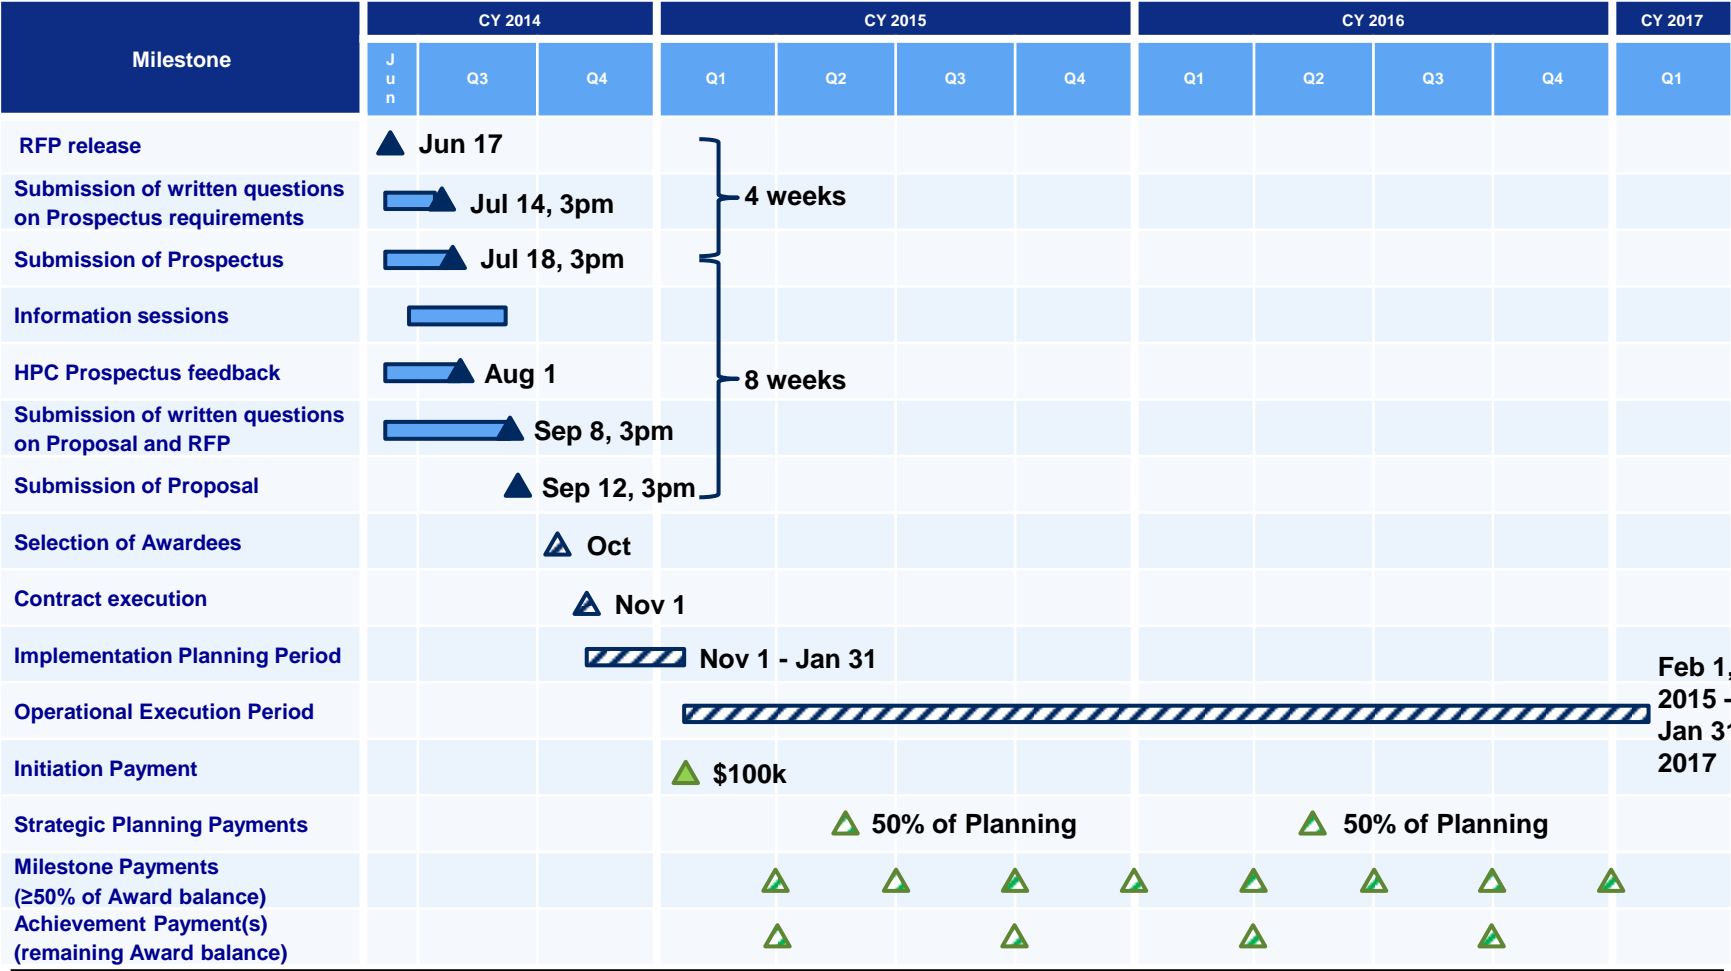 Milestone
CY 2014
CY 2015
CY 2016
CY 2017
Jun
Q3
Q4
Q1
Q2
Q3
Q4
Q1
Q2
Q3
Q4
Q1
RFP release
Jun 17
Submission of written questions
on Prospectus requirements
Jul 14, 3pm
4 weeks
Submission of Prospectus
Jul 18, 3pm
Information sessions
HPC Prospectus feedback
Aug 1
8 weeks
Submission of written questions
on Proposal and RFP
Sep 8, 3pm
Submission of Proposal
Sep 12, 3pm
Selection of Awardees
Oct
Contract execution
Nov 1
Implementation Planning Period
Nov 1 - Jan 31
Operational Execution Period
Feb 1,
2015 -
Jan 31
2017
Initiation Payment
$100k
Strategic Planning Payments
50% of Planning
50% of Planning
Milestone Payments
(≥50% of Award balance)
Achievement Payment(s)
(remaining Award balance)